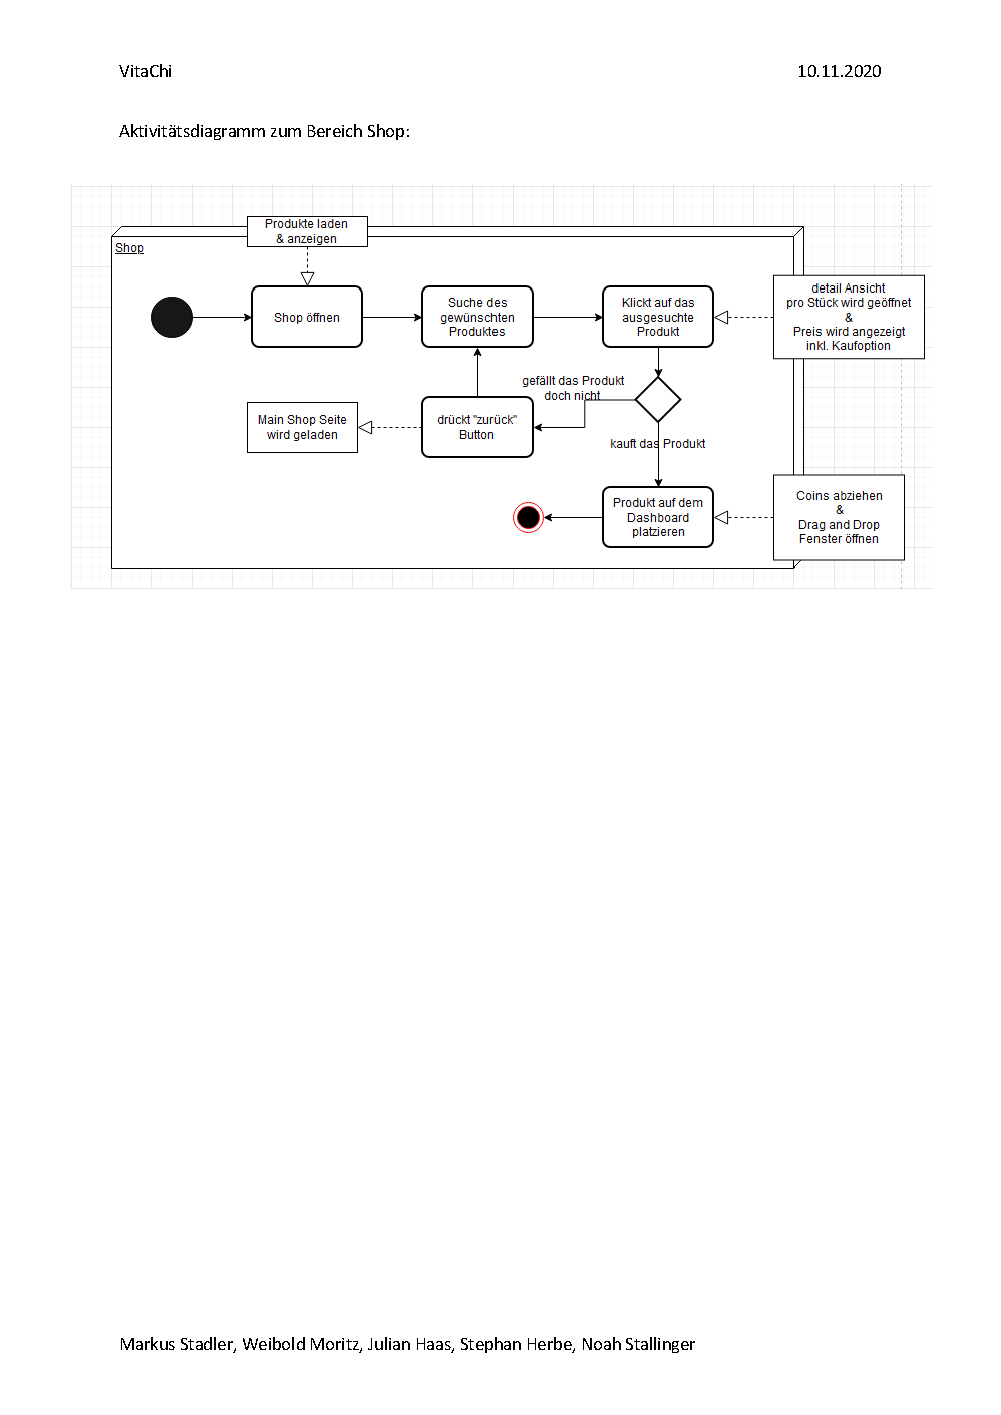 VitaChi 10.11.2020
Aktivitätsdiagramm zum Bereich Shop:
Produkte laden
& anzeigen
Shop
Shop öffnen
Suche des
gewünschten
Produktes
Klickt auf das
ausgesuchte
Produkt
detail Ansicht
pro Stück wird geöffnet
&
Preis wird angezeigt
inkl. Kaufoption
gefällt das Produkt
doch nicht
Main Shop Seite
wird geladen
drückt "zurück"
Button
kauft das Produkt
Produkt auf dem
Dashboard
platzieren
Coins abziehen
&
Drag and Drop
Fenster öffnen
Markus Stadler, Weibold Moritz, Julian Haas, Stephan Herbe, Noah Stallinger